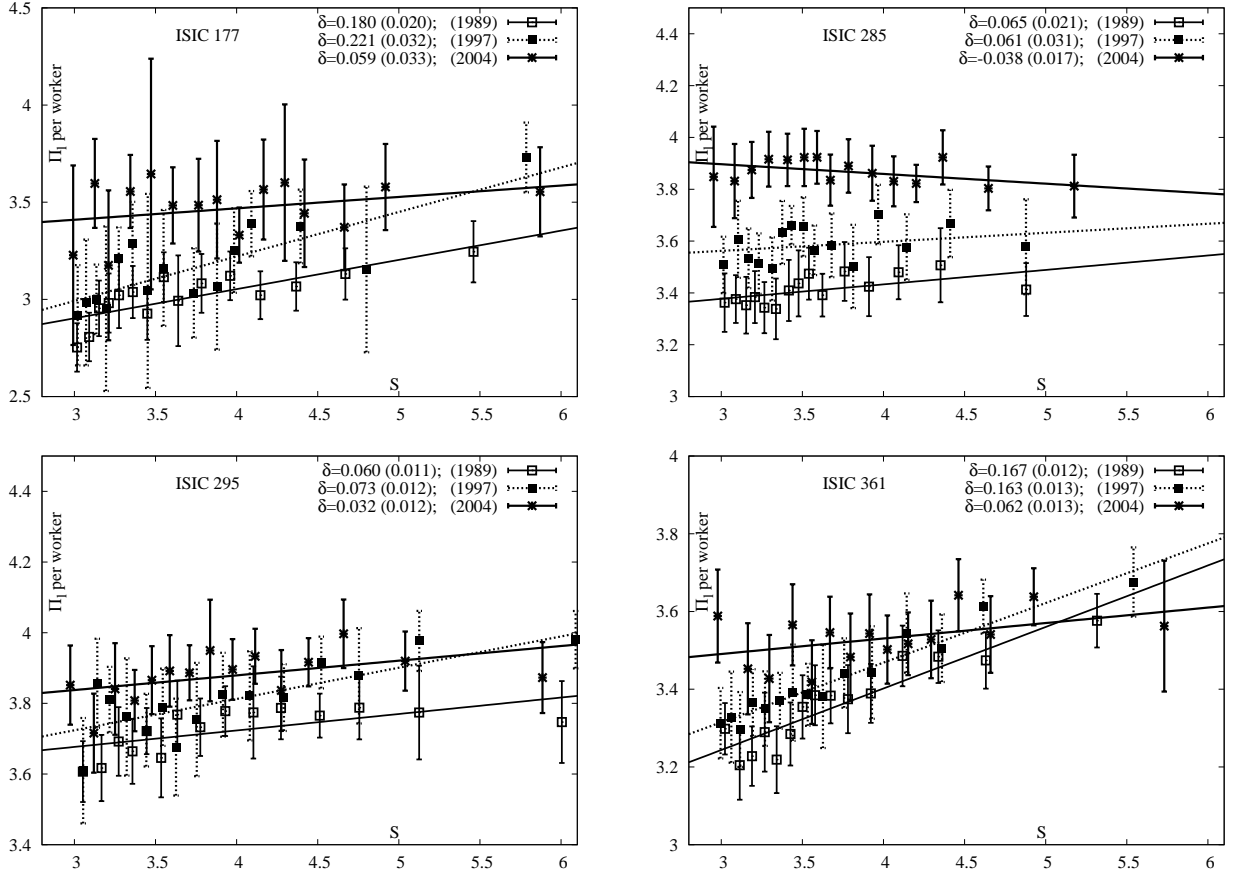 4.5
4
3.5
3
2.5
Π_l per worker
ISIC 177
δ=0.180 (0.020); (1989)
δ=0.221 (0.032); (1997)
δ=0.059 (0.033); (2004)
S
3 3.5 4 4.5 5 5.5 6
4.4
4.2
4
3.8
3.6
3.4
3.2
3
Π_l per worker
ISIC 285
δ=0.065 (0.021); (1989)
δ=0.061 (0.031); (1997)
δ=-0.038 (0.017); (2004)
S
3 3.5 4 4.5 5 5.5 6
4.4
4.2
4
3.8
3.6
3.4
Π_l per worker
ISIC 295
δ=0.060 (0.011); (1989)
δ=0.073 (0.012); (1997)
δ=0.032 (0.012); (2004)
S
3 3.5 4 4.5 5 5.5 6
4
3.8
3.6
3.4
3.2
3
Π_l per worker
ISIC 361
δ=0.167 (0.012); (1989)
δ=0.163 (0.013); (1997)
δ=0.062 (0.013); (2004)
S
3 3.5 4 4.5 5 5.5 6